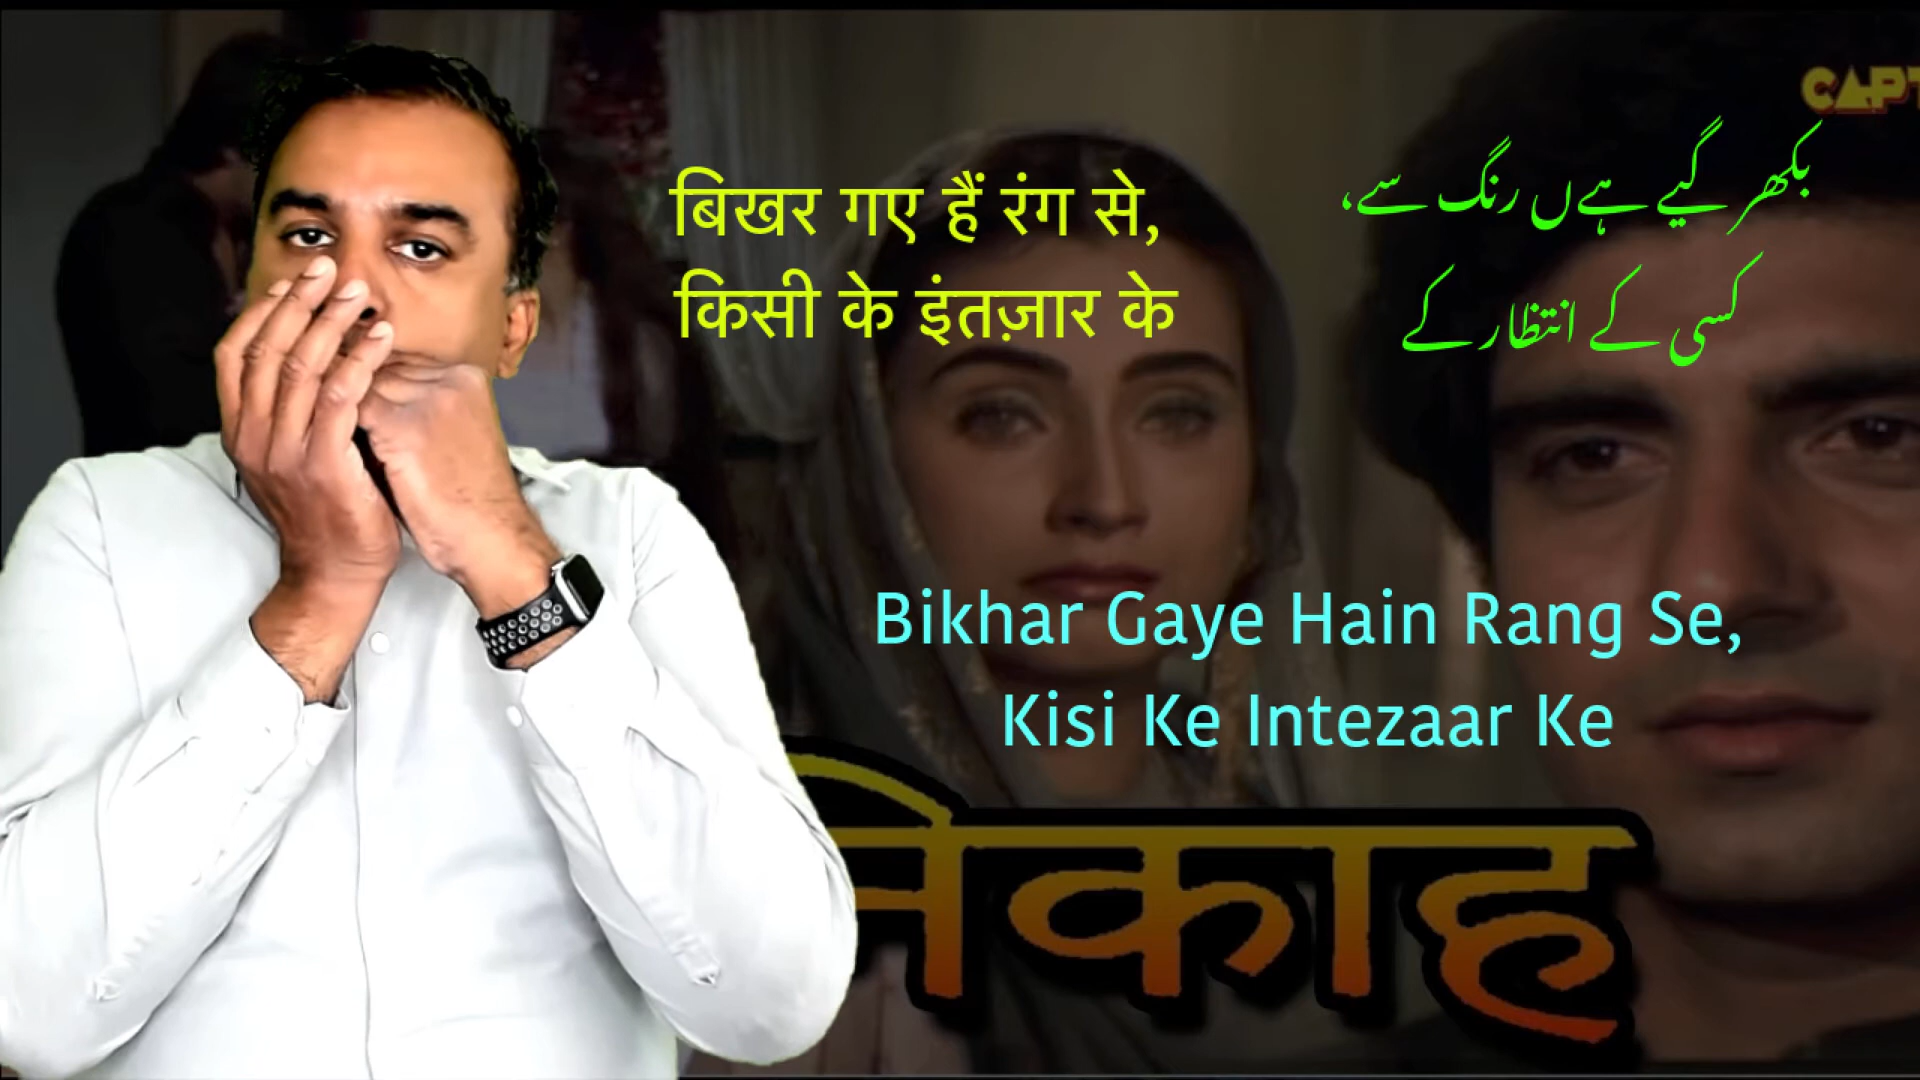 CAPT
बिखर गए हैं रंग से,
किसी के इंतज़ार के
بکھر گیے ہےں رنگ سے،
کسی کے انتظار کے
Bikhar Gaye Hain Rang Se,
Kisi Ke Intezaar Ke
निकाह